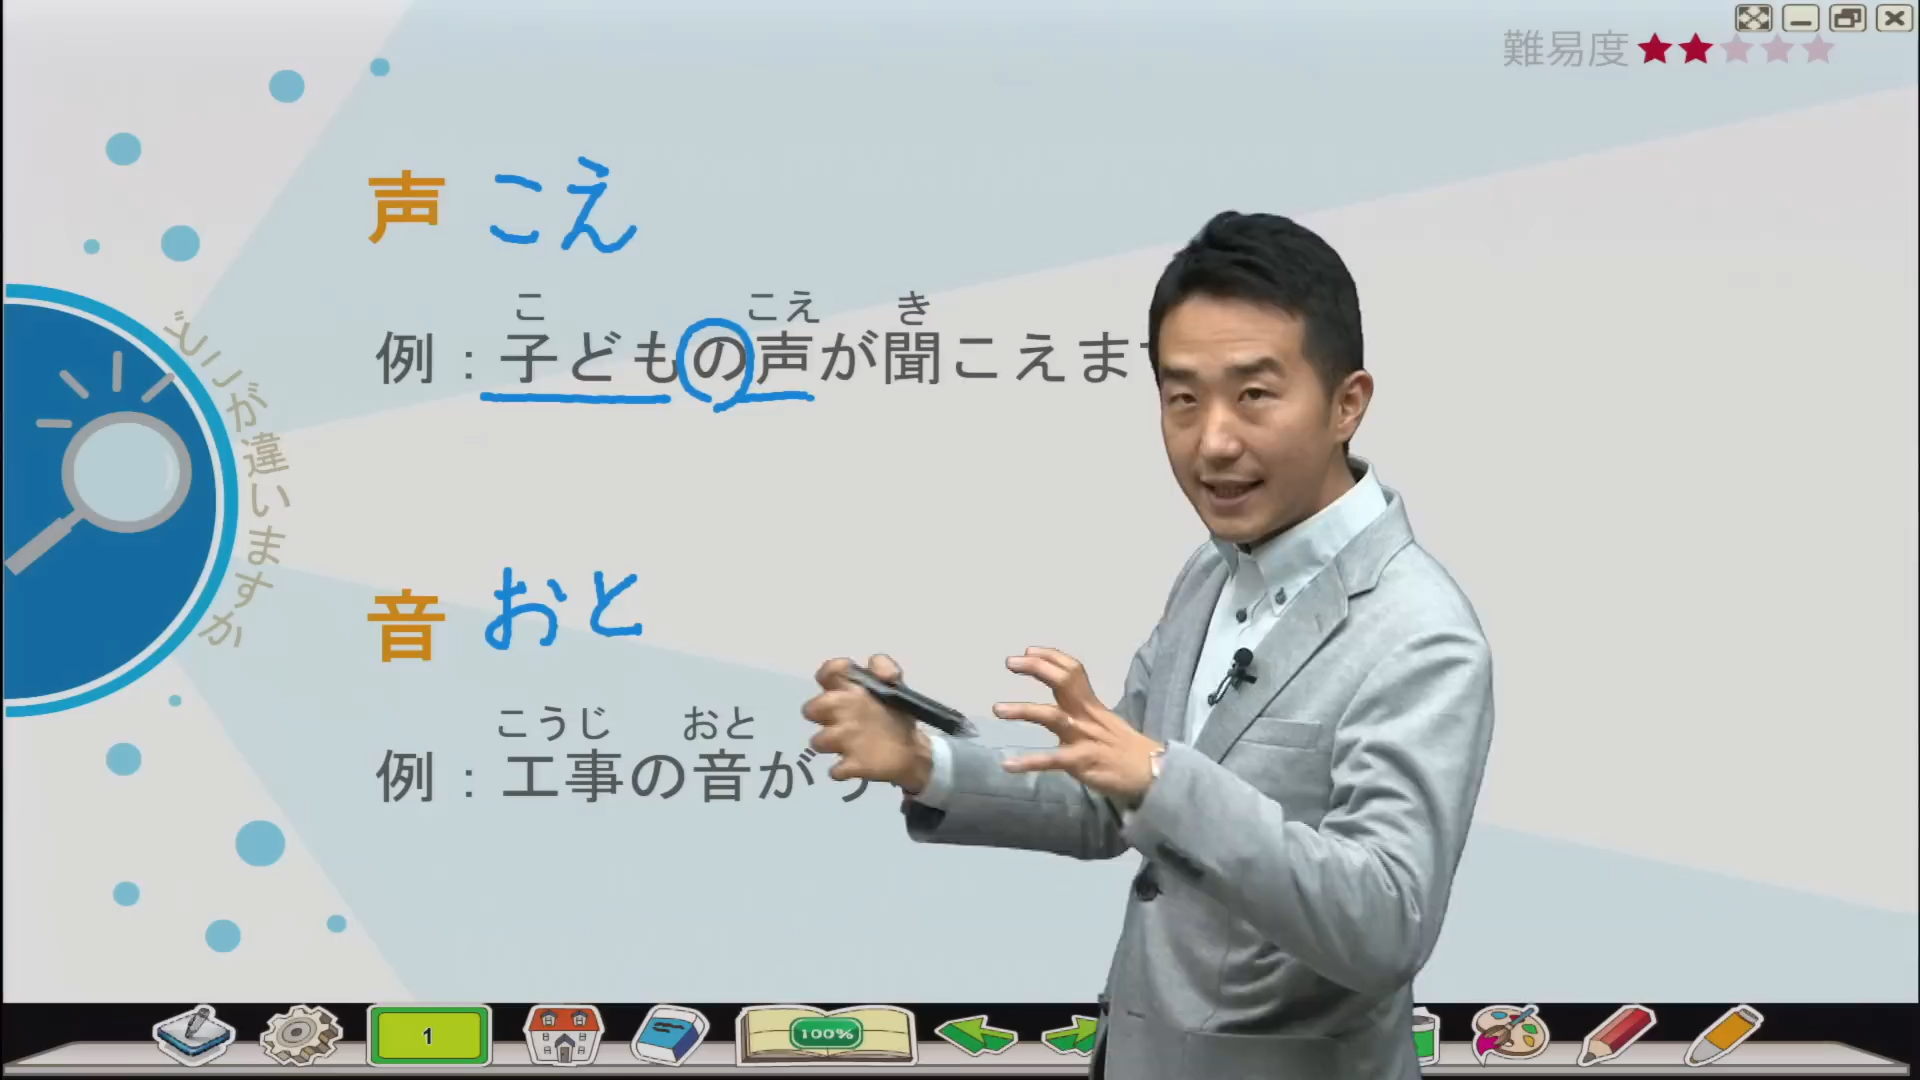 難易度
声 こえ
こ こえ き
例：子どもの声が聞こえま
どこが違いますか
音 おと
こうじ おと
例：工事の音がう
1
100%